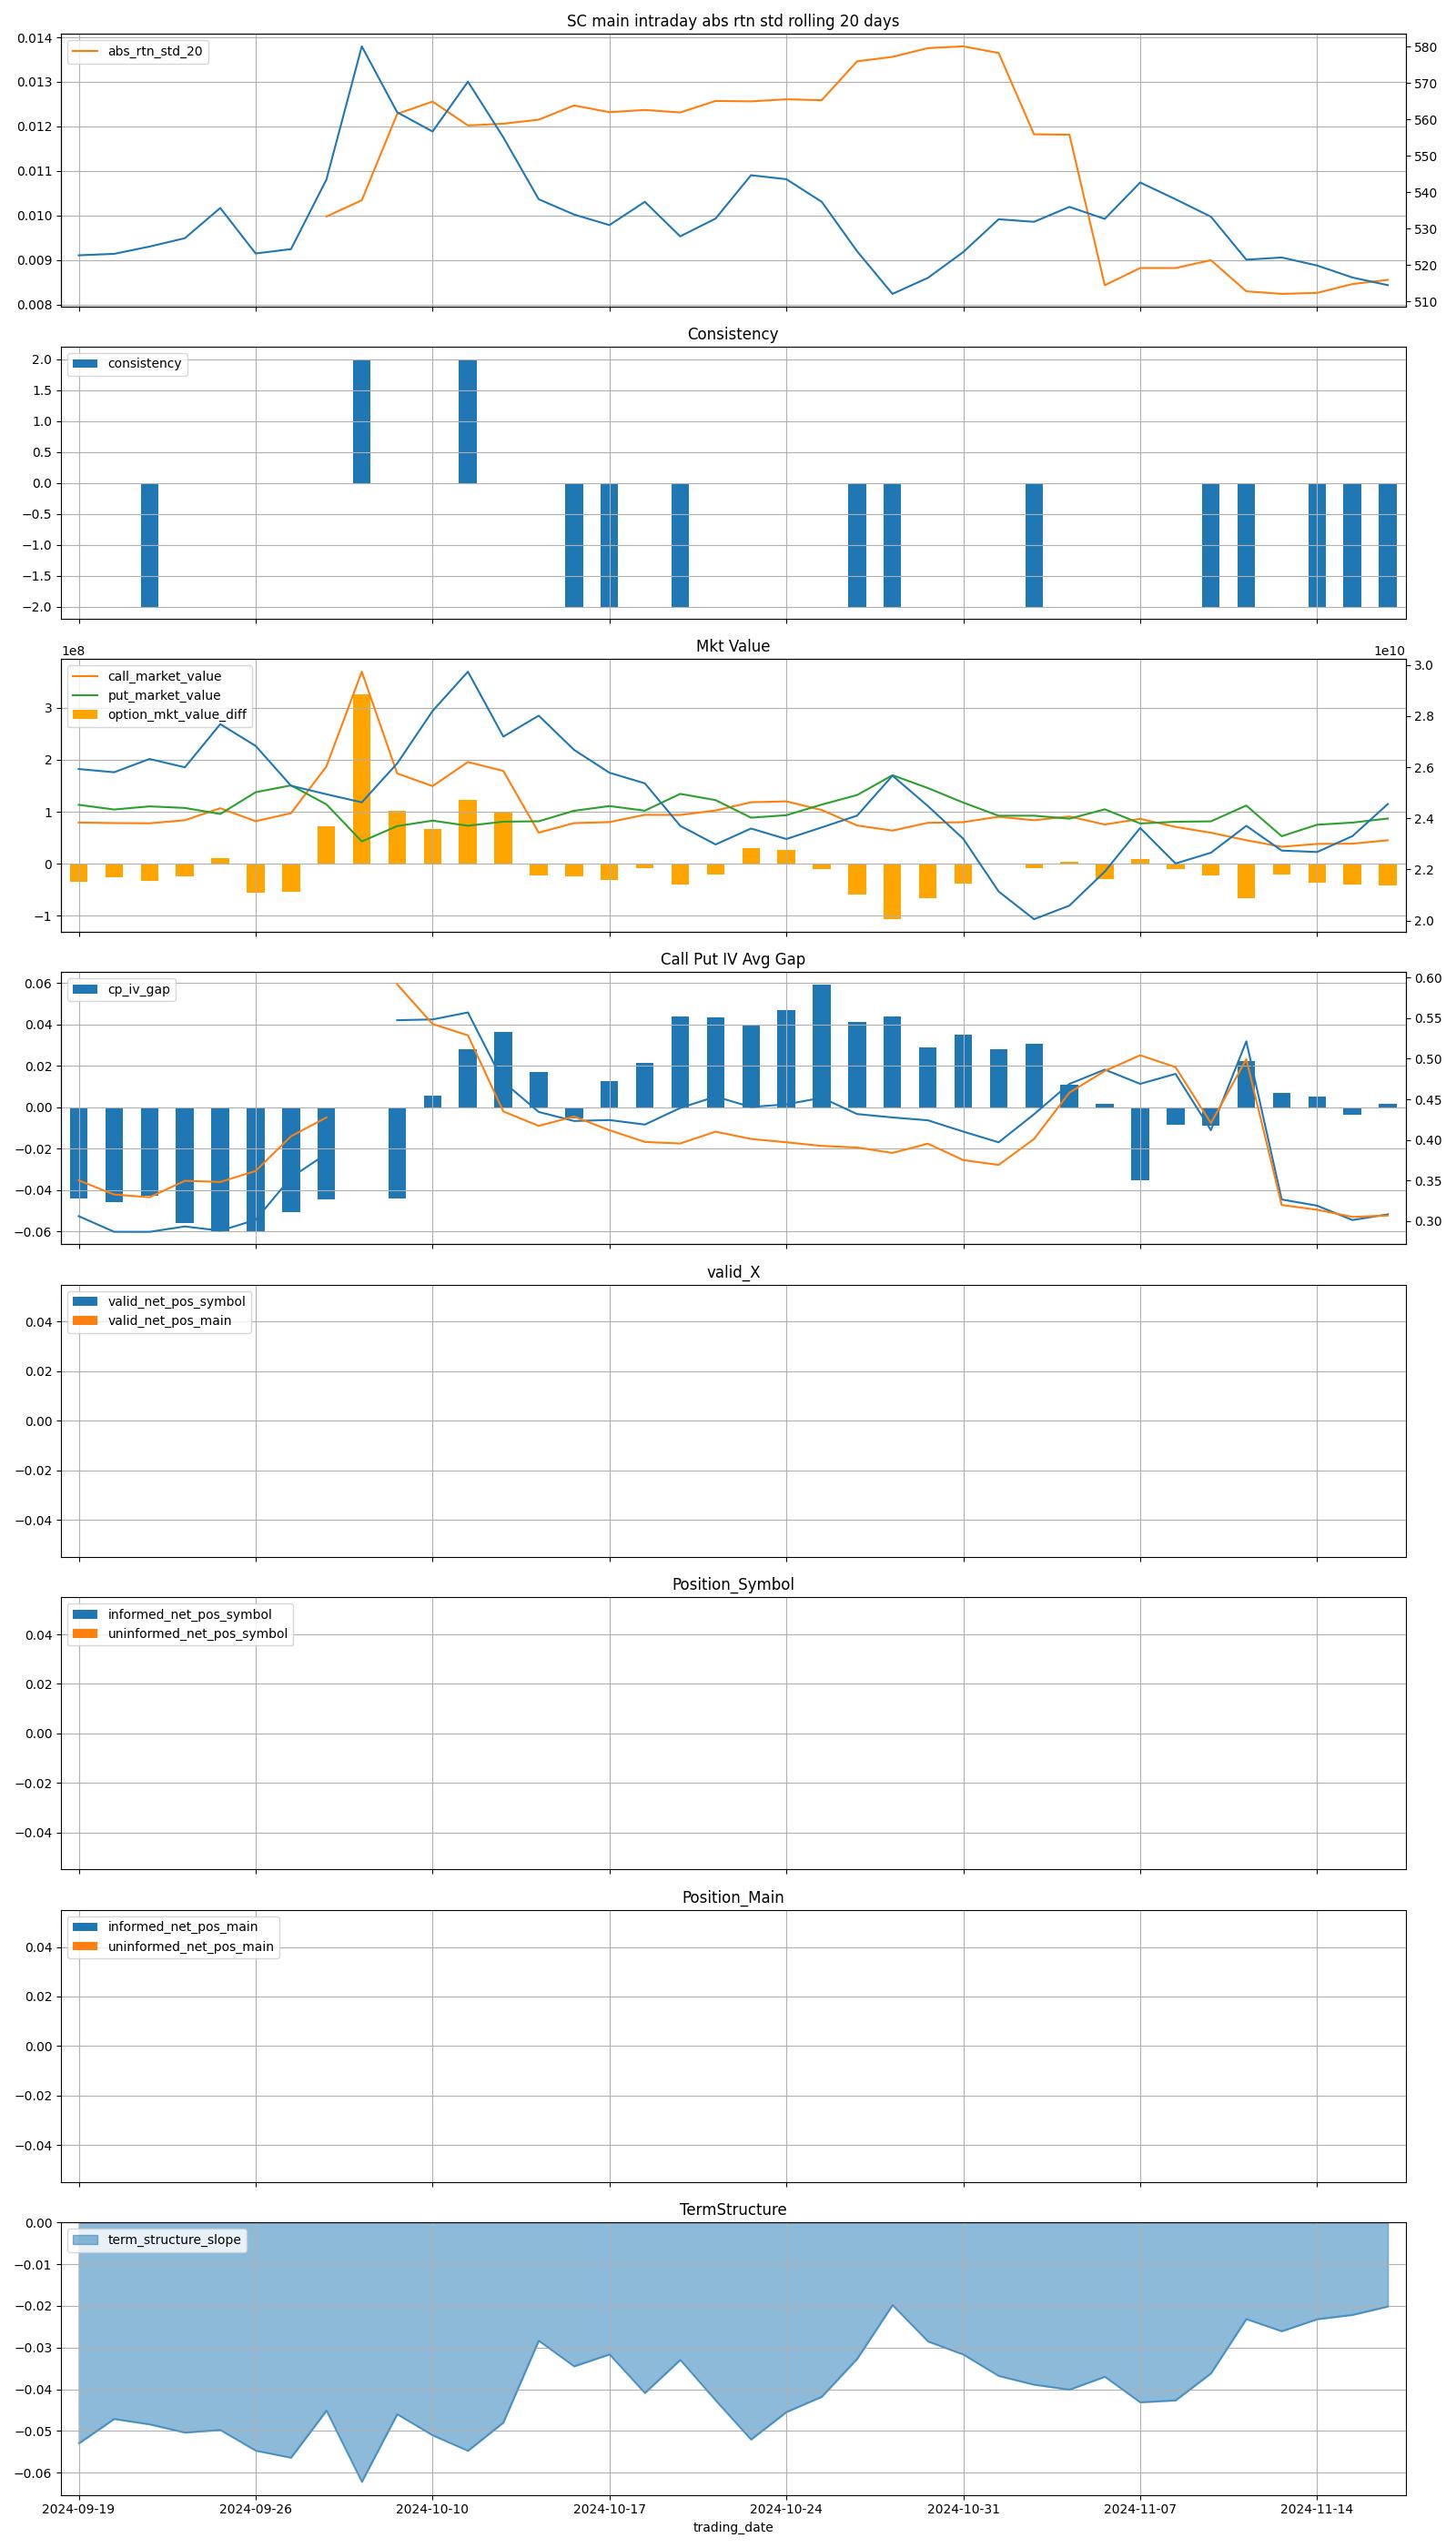 SC main intraday abs rtn std rolling 20 days
abs_rtn_std_20
0.014
0.013
0.012
0.011
0.010
0.009
0.008
580
570
560
550
540
530
520
510
Consistency
consistency
2.0
1.5
1.0
0.5
0.0
−0.5
−1.0
−1.5
−2.0
Mkt Value
1e8
1e10
call_market_value
put_market_value
option_mkt_value_diff
3
2
1
0
−1
3.0
2.8
2.6
2.4
2.2
2.0
Call Put IV Avg Gap
cp_iv_gap
0.06
0.04
0.02
0.00
−0.02
−0.04
−0.06
0.60
0.55
0.50
0.45
0.40
0.35
0.30
valid_X
valid_net_pos_symbol
valid_net_pos_main
0.04
0.02
0.00
−0.02
−0.04
Position_Symbol
informed_net_pos_symbol
uninformed_net_pos_symbol
0.04
0.02
0.00
−0.02
−0.04
Position_Main
informed_net_pos_main
uninformed_net_pos_main
0.04
0.02
0.00
−0.02
−0.04
TermStructure
term_structure_slope
0.00
−0.01
−0.02
−0.03
−0.04
−0.05
−0.06
2024-09-19 2024-09-26 2024-10-10 2024-10-17 2024-10-24 2024-10-31 2024-11-07 2024-11-14
trading_date